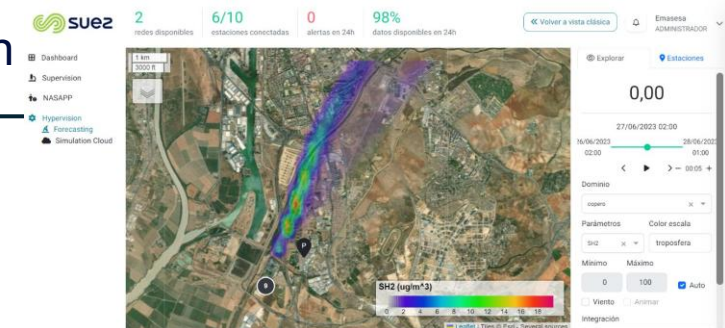 n
suez
2
redes disponibles
6/10
estaciones conectadas
0
alertas en 24h
98%
datos disponibles en 24h
« Volver a vista clásica
Emasesa
ADMINISTRADOR
Dashboard
Supervision
NASAPP
Hypervision
Forecasting
Simulation Cloud
1 km
3000 ft
P
9
SH2 (ug/m^3)
0 2 4 6 8 10 12 14 16 18
Leaflet | Tiles © Esri
Explorar
Estaciones
0,00
27/06/2023 02:00
26/06/2023 28/06/2023
02:00 01:00
− 00:05 +
Dominio
copero
Parámetros Color escala
SH2 troposfera
Mínimo Máximo
0 100 Auto
Viento Animar
Integración